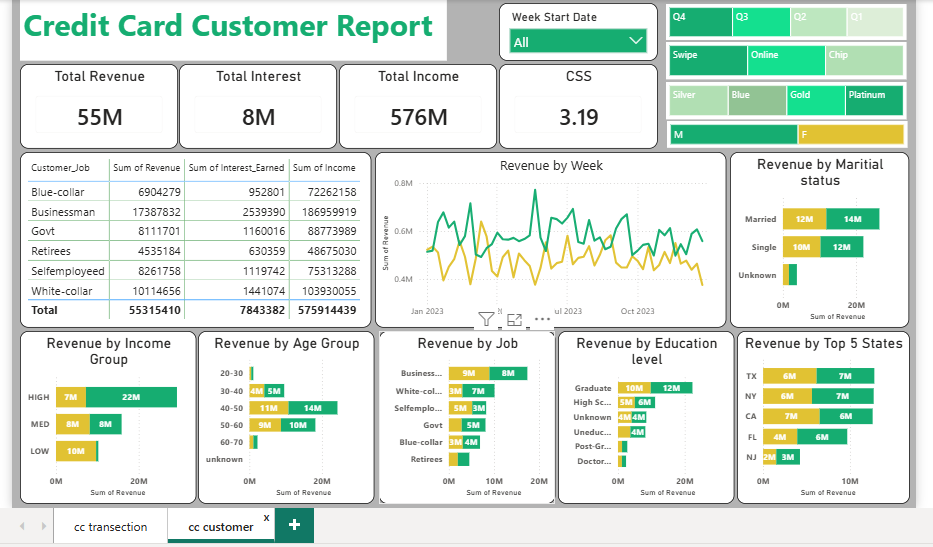 Credit Card Customer Report
Week Start Date
All
Q4 Q3 Q2 Q1
Swipe Online Chip
Silver Blue Gold Platinum
M F
Total Revenue
55M
Total Interest
8M
Total Income
576M
CSS
3.19
Customer_Job Sum of Revenue Sum of Interest_Earned Sum of Income
Blue-collar 6904279 952801 72262158
Businessman 17387832 2539390 186959919
Govt 8111701 1160016 88773989
Retirees 4535184 630359 48675030
Selfemployeed 8261758 1119742 75313288
White-collar 10114656 1441074 103930055
Total 55315410 7843382 575914439
Revenue by Week
Sum of Revenue
0.8M
0.6M
0.4M
Jan 2023 Jul 2023 Oct 2023
Revenue by Maritial
status
Married 12M 14M
Single 10M 12M
Unknown
0M 20M
Sum of Revenue
Revenue by Income
Group
HIGH 7M 22M
MED 8M 8M
LOW 10M
0M 20M
Sum of Revenue
Revenue by Age Group
20-30
30-40 4M 5M
40-50 11M 14M
50-60 9M 10M
60-70
unknown
0M 20M
Sum of Revenue
Revenue by Job
Business... 9M 8M
White-col... 3M 7M
Selfemplo... 5M 3M
Govt 5M
Blue-collar 3M 4M
Retirees
0M 10M 20M
Sum of Revenue
Revenue by Education
level
Graduate 10M 12M
High Sc... 5M 6M
Unknown 4M 4M
Uneduc... 4M
Post-Gr...
Doctor...
0M 20M
Sum of Revenue
Revenue by Top 5 States
TX 6M 7M
NY 6M 7M
CA 7M 6M
FL 4M 6M
NJ 2M 3M
0M 10M
Sum of Revenue
cc transection
cc customer x
+